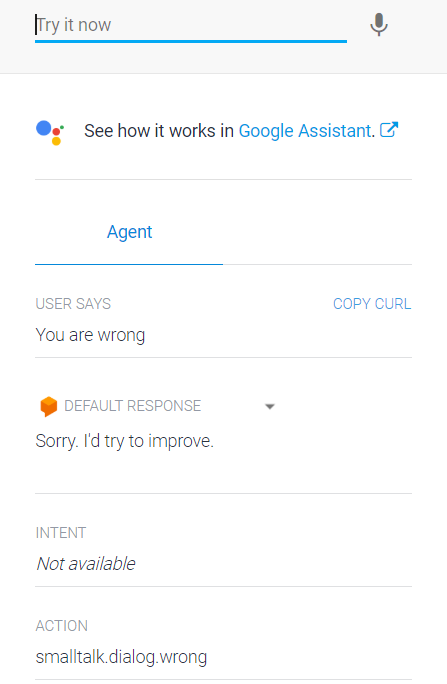 Try it now
See how it works in Google Assistant.
Agent
USER SAYS COPY CURL
You are wrong
DEFAULT RESPONSE
Sorry. I'd try to improve.
INTENT
Not available
ACTION
smalltalk.dialog.wrong